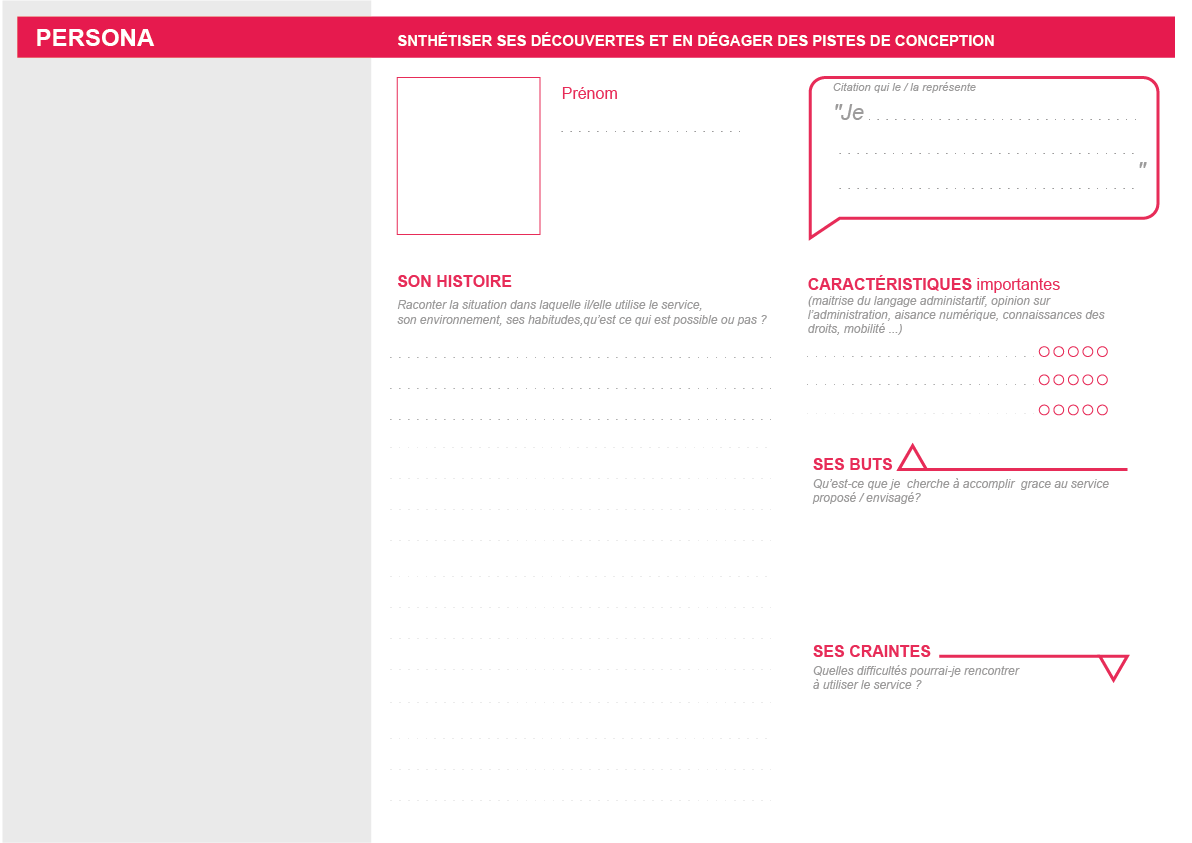 PERSONA
SNTHÉTISER SES DÉCOUVERTES ET EN DÉGAGER DES PISTES DE CONCEPTION
Prénom
Citation qui le / la représente
"Je
"
SON HISTOIRE
Raconter la situation dans laquelle il/elle utilise le service,
son environnement, ses habitudes,qu'est ce qui est possible ou pas ?
CARACTÉRISTIQUES importantes
(maitrise du langage administartif, opinion sur
l'administration, aisance numérique, connaissances des
droits, mobilité ...)
SES BUTS
Qu'est-ce que je cherche à accomplir grace au service
proposé / envisagé?
SES CRAINTES
Quelles difficultés pourrai-je rencontrer
à utiliser le service ?